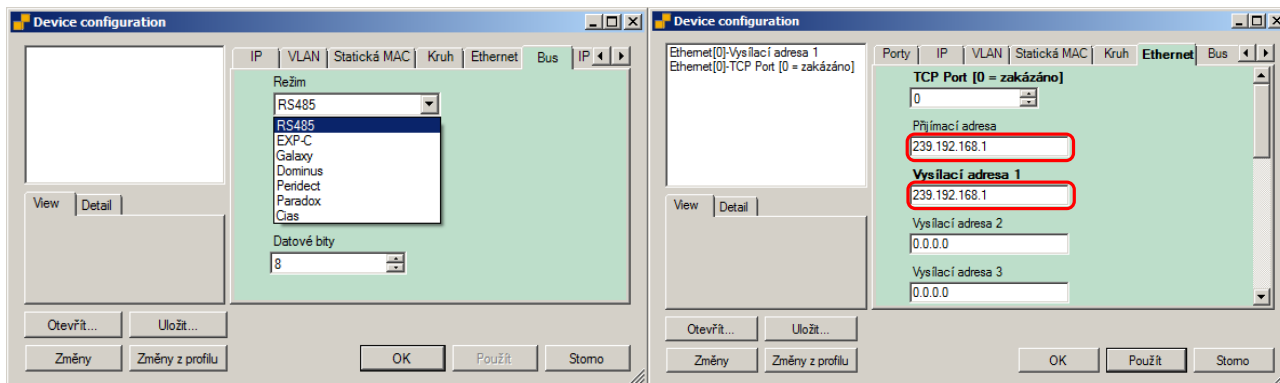 Device configuration
IP VLAN Statická MAC Kruh Ethernet Bus IP
Režim
RS485
RS485
EXP-C
Galaxy
Dominus
Peridect
Paradox
Cias
View Detail
Datové bity
8
Otevřít... Uložit...
Změny Změny z profilu OK Použít Storno
Device configuration
Ethernet[0]-Vysílací adresa 1
Ethernet[0]-TCP Port [0 = zakázáno]
Porty IP VLAN Statická MAC Kruh Ethernet Bus
TCP Port [0 = zakázáno]
0
Přijímací adresa
239.192.168.1
Vysílací adresa 1
239.192.168.1
View Detail
Vysílací adresa 2
0.0.0.0
Vysílací adresa 3
0.0.0.0
Otevřít... Uložit...
Změny Změny z profilu OK Použít Storno